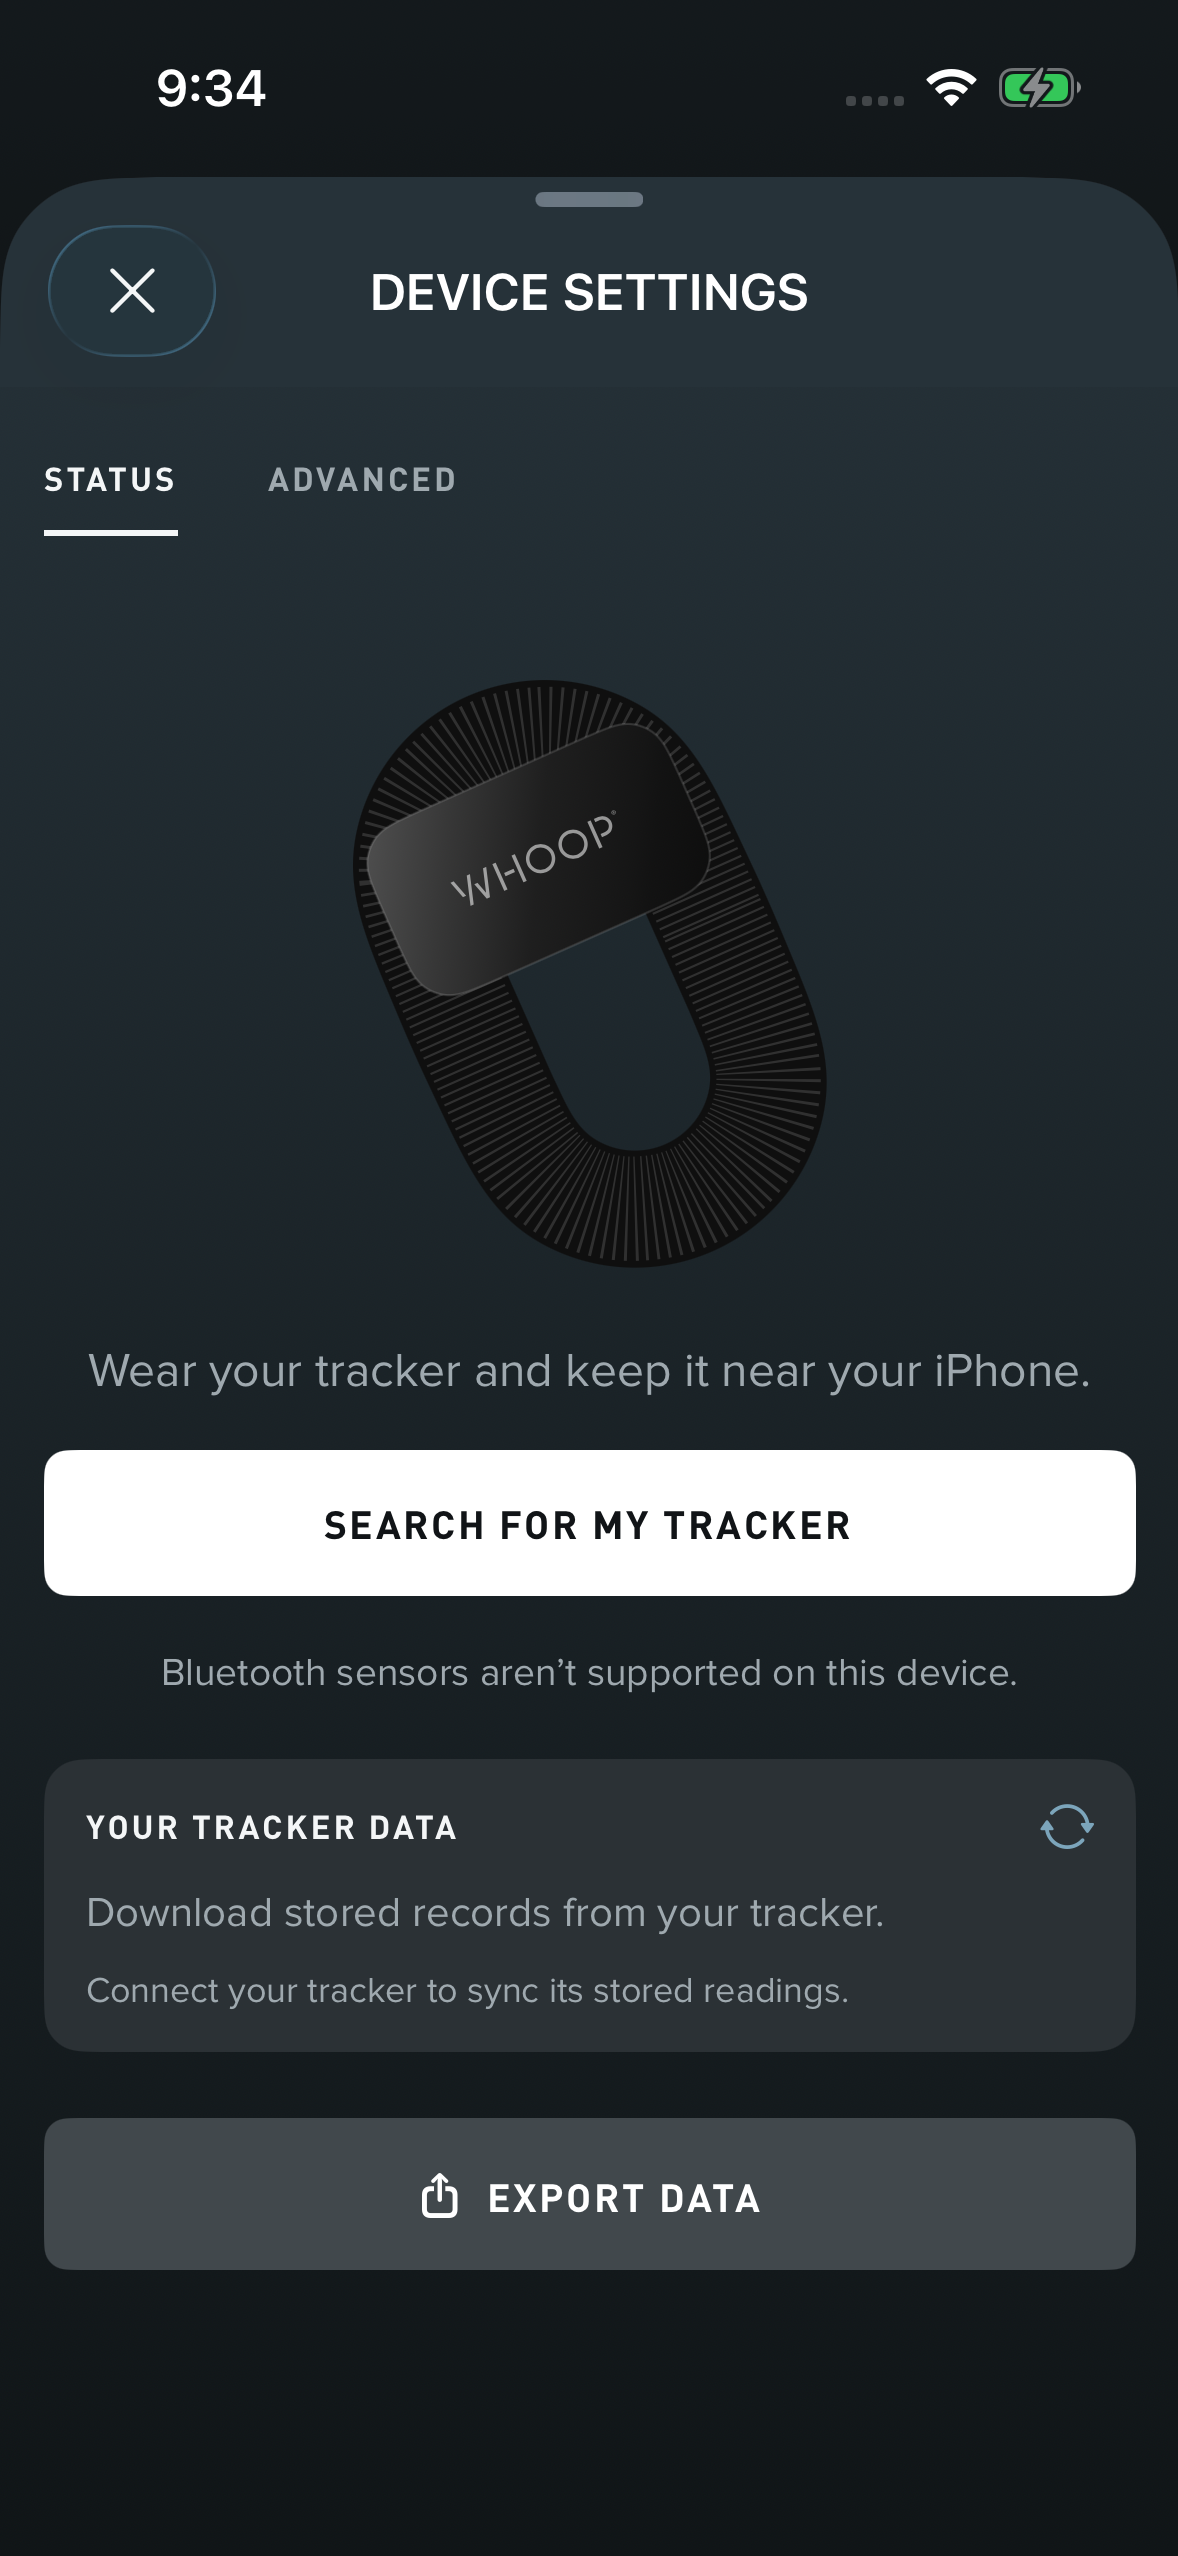 9:34
DEVICE SETTINGS
STATUS
ADVANCED
WHOOP
Wear your tracker and keep it near your iPhone.
SEARCH FOR MY TRACKER
Bluetooth sensors aren’t supported on this device.
YOUR TRACKER DATA
Download stored records from your tracker.
Connect your tracker to sync its stored readings.
EXPORT DATA